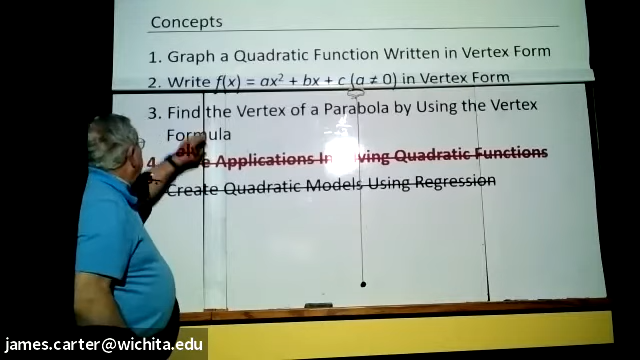 Concepts
1. Graph a Quadratic Function Written in Vertex Form
2. Write f(x) = ax² + bx + c (a ≠ 0) in Vertex Form
3. Find the Vertex of a Parabola by Using the Vertex
Formula
4. Applications Involving Quadratic Functions
Create Quadratic Models Using Regression
james.carter@wichita.edu